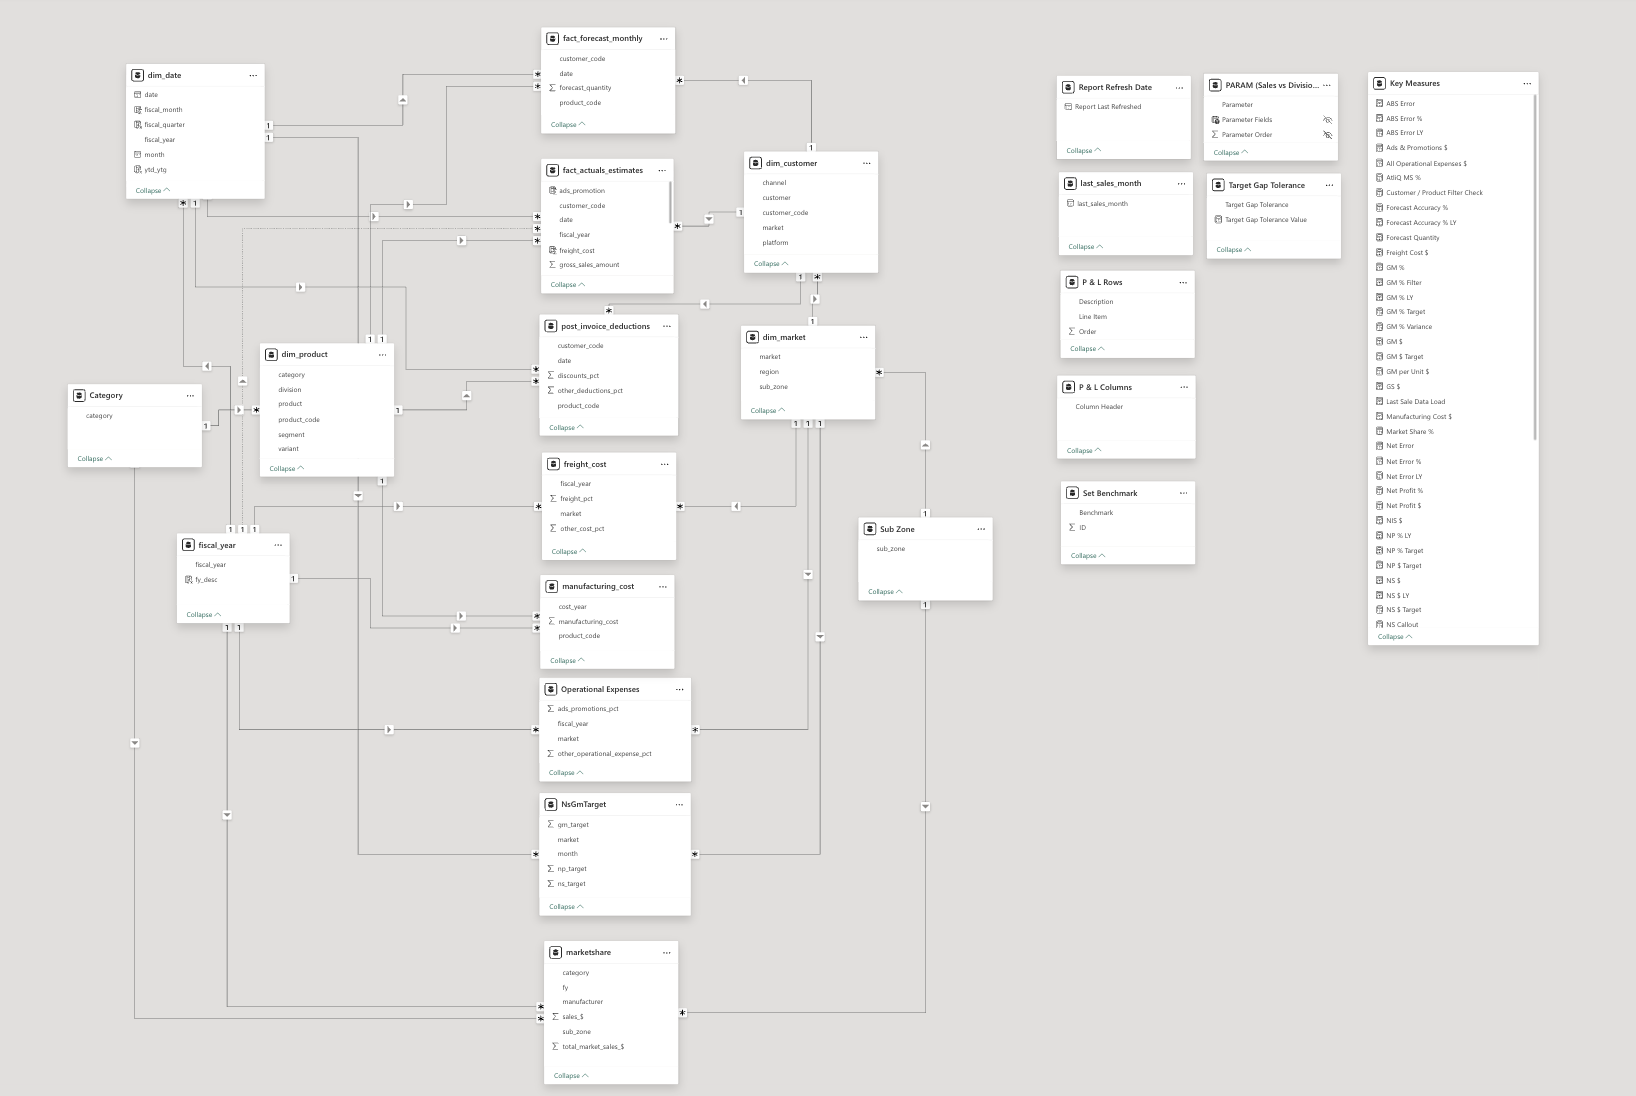 fact_forecast_monthly
customer_code
date
forecast_quantity
product_code
Collapse
dim_date
date
fiscal_month
fiscal_quarter
fiscal_year
month
ytd_ytg
Collapse
fact_actuals_estimates
ads_promotion
customer_code
date
fiscal_year
freight_cost
gross_sales_amount
Collapse
dim_customer
channel
customer
customer_code
market
platform
Collapse
post_invoice_deductions
customer_code
date
discounts_pct
other_deductions_pct
product_code
Collapse
dim_market
market
region
sub_zone
Collapse
dim_product
category
division
product
product_code
segment
variant
Collapse
Category
category
Collapse
freight_cost
fiscal_year
freight_pct
market
other_cost_pct
Collapse
fiscal_year
fiscal_year
fy_desc
Collapse
Sub Zone
sub_zone
Collapse
manufacturing_cost
cost_year
manufacturing_cost
product_code
Collapse
Operational Expenses
ads_promotions_pct
fiscal_year
market
other_operational_expense_pct
Collapse
NsGmTarget
gm_target
market
month
np_target
ns_target
Collapse
marketshare
category
fy
manufacturer
sales_$
sub_zone
total_market_sales_$
Collapse
Report Refresh Date
Report Last Refreshed
Collapse
PARAM (Sales vs Divisio...
Parameter
Parameter Fields
Parameter Order
Collapse
last_sales_month
last_sales_month
Collapse
Target Gap Tolerance
Target Gap Tolerance
Target Gap Tolerance Value
Collapse
P & L Rows
Description
Line Item
Order
Collapse
P & L Columns
Column Header
Collapse
Set Benchmark
Benchmark
ID
Collapse
Key Measures
ABS Error
ABS Error %
ABS Error LY
Ads & Promotions $
All Operational Expenses $
AtliQ MS %
Customer / Product Filter Check
Forecast Accuracy %
Forecast Accuracy % LY
Forecast Quantity
Freight Cost $
GM %
GM % Filter
GM % LY
GM % Target
GM % Variance
GM $
GM $ Target
GM per Unit $
GS $
Last Sale Data Load
Manufacturing Cost $
Market Share %
Net Error
Net Error %
Net Error LY
Net Profit %
Net Profit $
NIS $
NP % LY
NP % Target
NP $ Target
NS $
NS $ LY
NS $ Target
NS Callout
Collapse